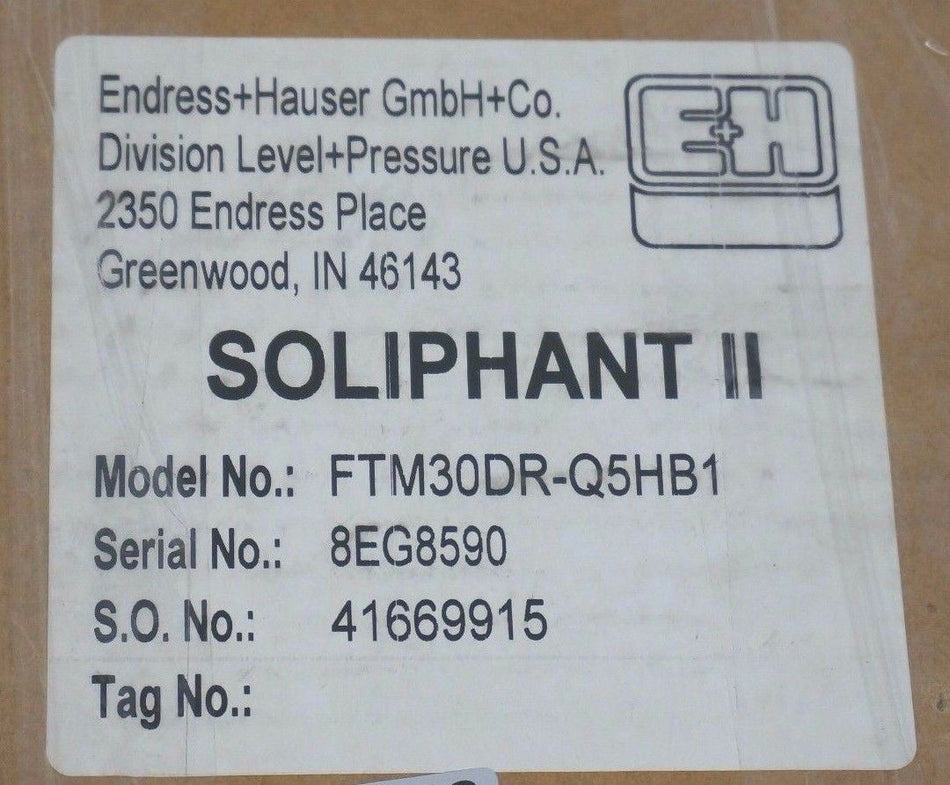 Endress+Hauser GmbH+Co.
Division Level+Pressure U.S.A.
2350 Endress Place
Greenwood, IN 46143
E+H
SOLIPHANT II
Model No.: FTM30DR-Q5HB1
Serial No.: 8EG8590
S.O. No.: 41669915
Tag No.: